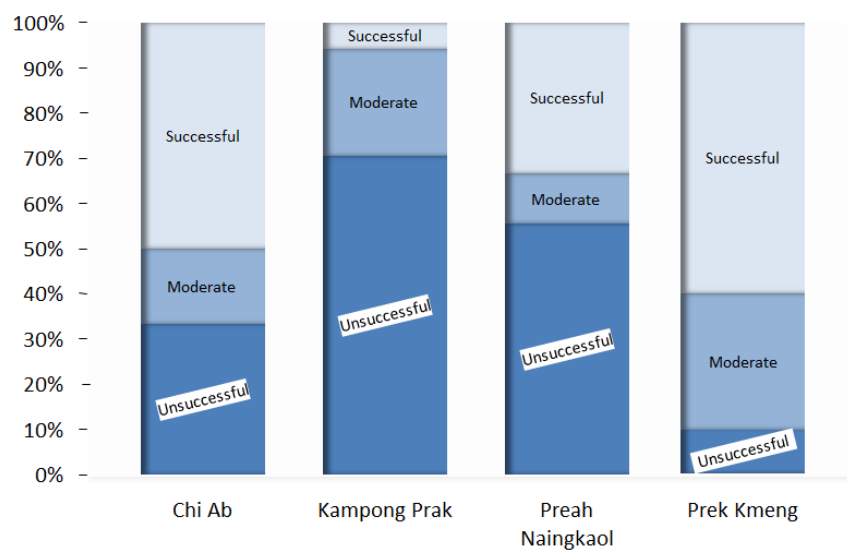 100%
90%
80%
70%
60%
50%
40%
30%
20%
10%
0%
Successful
Moderate
Unsuccessful
Successful
Moderate
Unsuccessful
Successful
Moderate
Unsuccessful
Successful
Moderate
Unsuccessful
Chi Ab
Kampong Prak
Preah
Naingkaol
Prek Kmeng